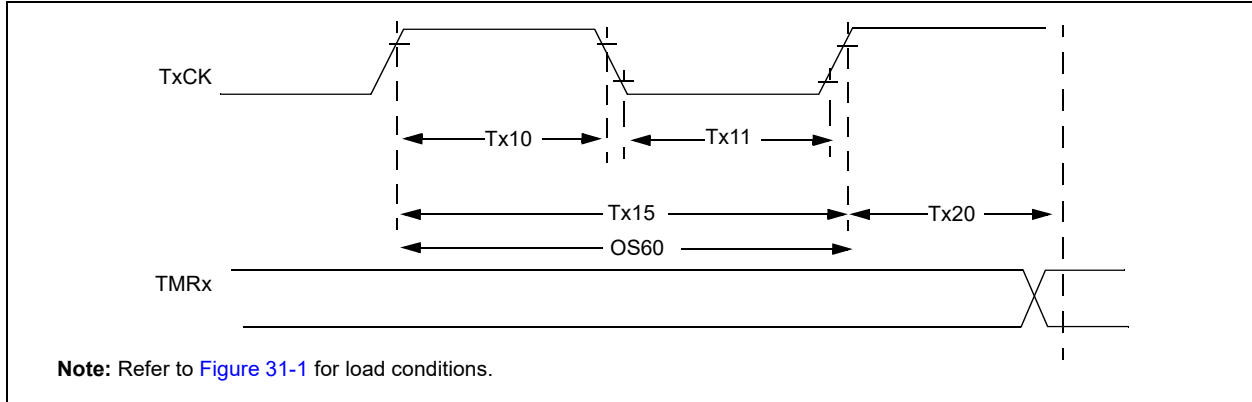 TxCK
Tx10
Tx11
Tx15
Tx20
OS60
TMRx
Note: Refer to Figure 31-1 for load conditions.